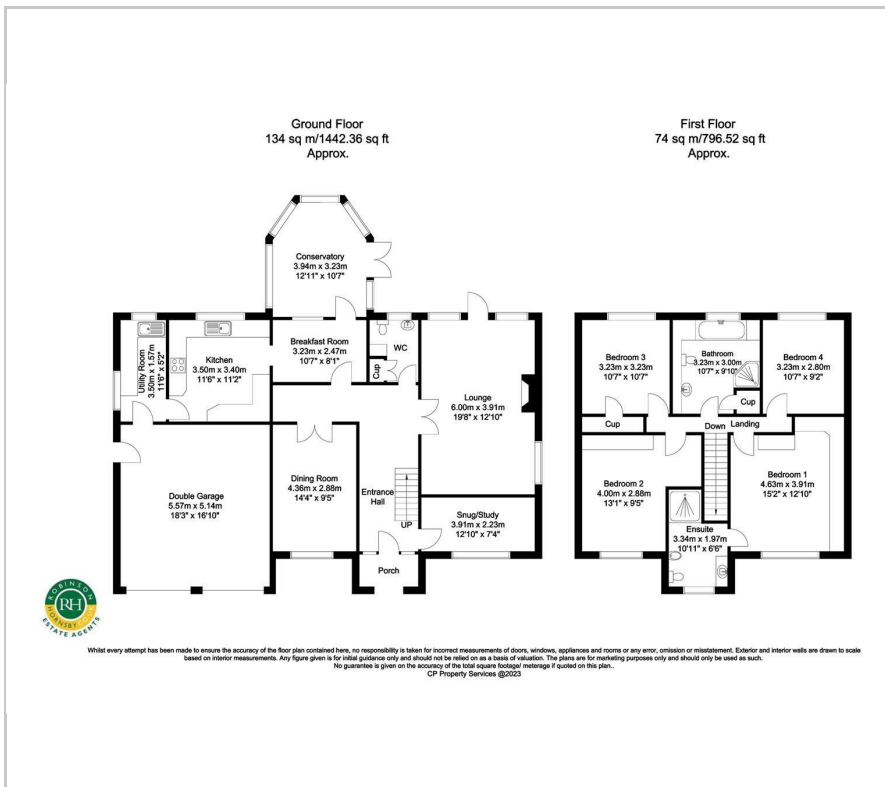 Ground Floor
134 sq m/1442.36 sq ft
Approx.
First Floor
74 sq m/796.52 sq ft
Approx.
Conservatory
3.94m x 3.23m
12'11" x 10'7"
Utility Room
3.50m x 1.57m
11'6" x 5'2"
Kitchen
3.50m x 3.40m
11'6" x 11'2"
Breakfast Room
3.23m x 2.47m
10'7" x 8'1"
WC
Cup
Lounge
6.00m x 3.91m
19'8" x 12'10"
Dining Room
4.36m x 2.88m
14'4" x 9'5"
Double Garage
5.57m x 5.14m
18'3" x 16'10"
Entrance
Hall
UP
Snug/Study
3.91m x 2.23m
12'10" x 7'4"
Porch
Bedroom 3
3.23m x 3.23m
10'7" x 10'7"
Bathroom
3.23m x 3.00m
10'7" x 9'10"
Bedroom 4
3.23m x 2.80m
10'7" x 9'2"
Cup
Cup
Down
Landing
Bedroom 2
4.00m x 2.88m
13'1" x 9'5"
Bedroom 1
4.63m x 3.91m
15'2" x 12'10"
Ensuite
3.34m x 1.97m
10'11" x 6'6"
ROBINSON
HORNSBY
RH
ESTATE AGENTS
Whilst every attempt has been made to ensure the accuracy of the floor plan contained here, no responsibility is taken for incorrect measurements of doors, windows, appliances and rooms or any error, omission or misstatement. Exterior and interior walls are drawn to scale
based on interior measurements. Any figure given is for initial guidance only and should not be relied on as a basis of valuation. The plans are for marketing purposes only and should only be used as such.
No guarantee is given on the accuracy of the total square footage/ meterage if quoted on this plan..
CP Property Services @2023